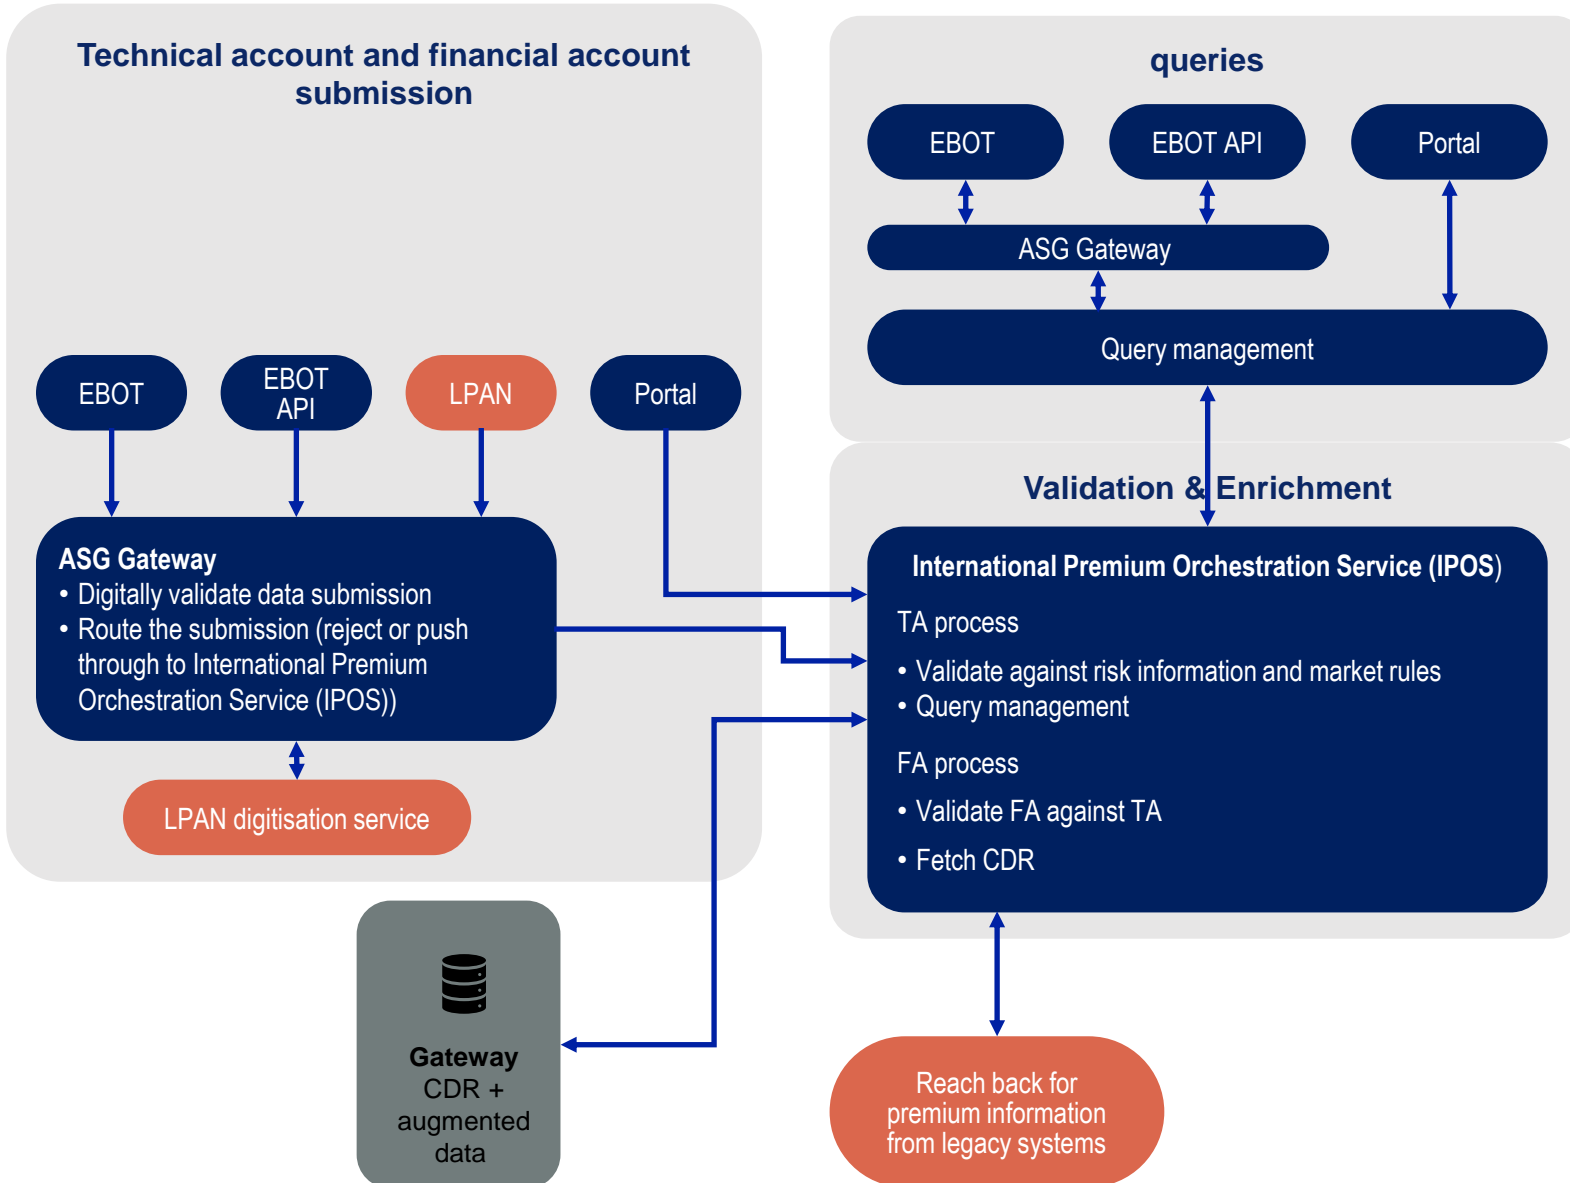 Technical account and financial account
submission
EBOT
EBOT
API
LPAN
Portal
ASG Gateway
• Digitally validate data submission
• Route the submission (reject or push
through to International Premium
Orchestration Service (IPOS))
LPAN digitisation service
Gateway
CDR +
augmented
data
queries
EBOT
EBOT API
Portal
ASG Gateway
Query management
Validation & Enrichment
International Premium Orchestration Service (IPOS)
TA process
• Validate against risk information and market rules
• Query management
FA process
• Validate FA against TA
• Fetch CDR
Reach back for
premium information
from legacy systems